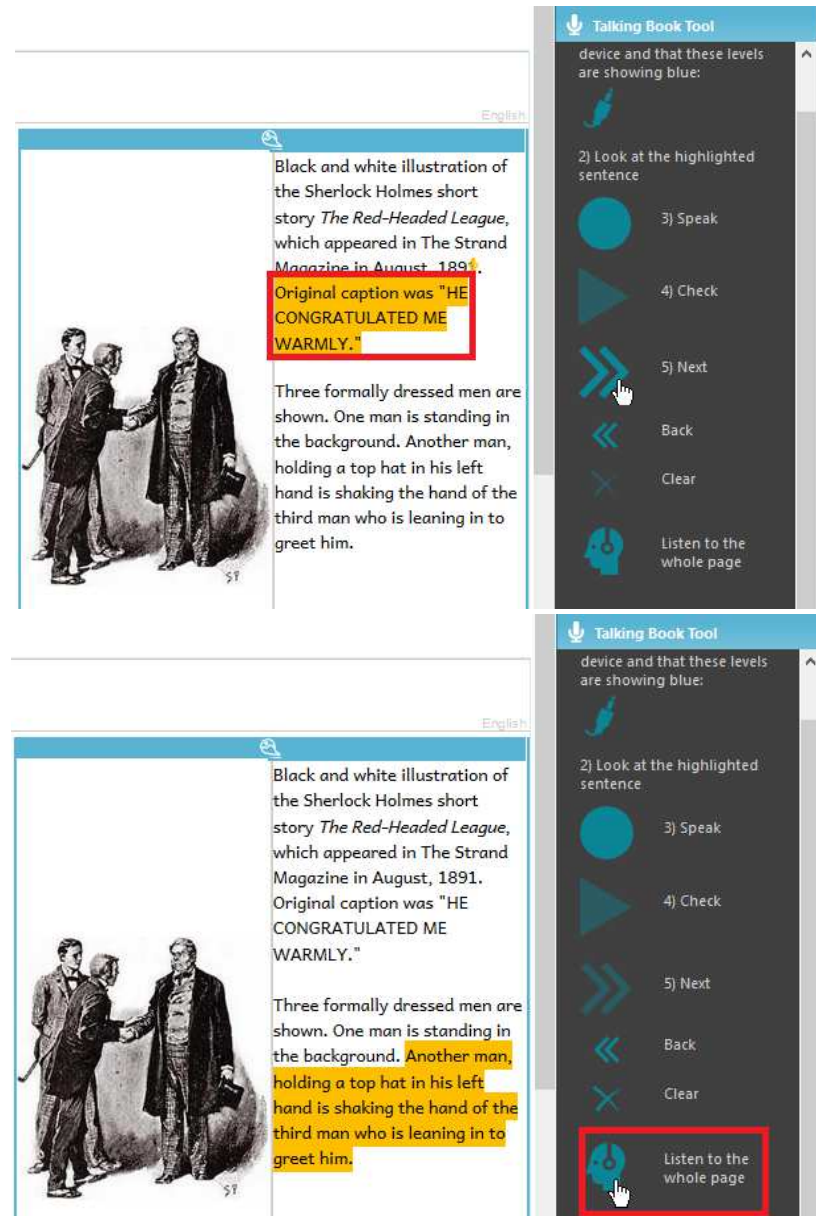 Talking Book Tool
device and that these levels
are showing blue:
2) Look at the highlighted
sentence
3) Speak
4) Check
5) Next
Back
Clear
Listen to the
whole page
English
Black and white illustration of
the Sherlock Holmes short
story The Red-Headed League,
which appeared in The Strand
Magazine in August, 1891.
Original caption was "HE
CONGRATULATED ME
WARMLY."
Three formally dressed men are
shown. One man is standing in
the background. Another man,
holding a top hat in his left
hand is shaking the hand of the
third man who is leaning in to
greet him.
SP
Talking Book Tool
device and that these levels
are showing blue:
2) Look at the highlighted
sentence
3) Speak
4) Check
5) Next
Back
Clear
Listen to the
whole page
English
Black and white illustration of
the Sherlock Holmes short
story The Red-Headed League,
which appeared in The Strand
Magazine in August, 1891.
Original caption was "HE
CONGRATULATED ME
WARMLY."
Three formally dressed men are
shown. One man is standing in
the background. Another man,
holding a top hat in his left
hand is shaking the hand of the
third man who is leaning in to
greet him.
SP